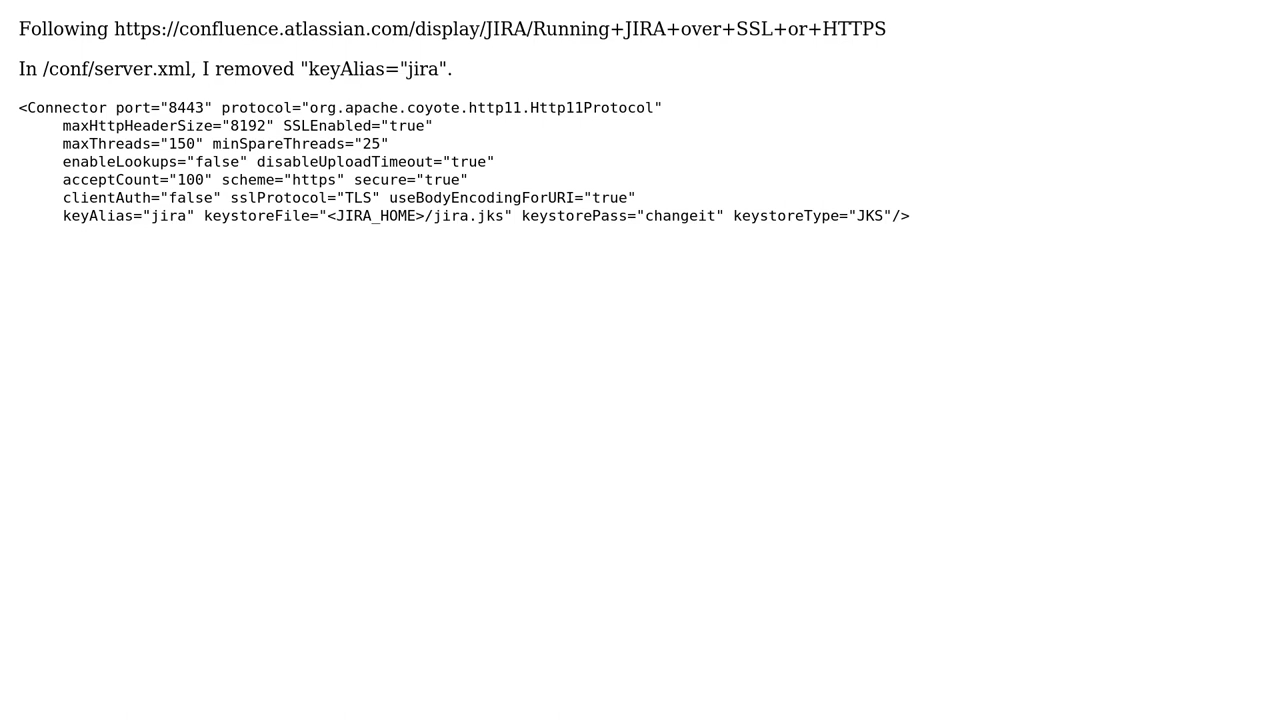 Following https://confluence.atlassian.com/display/JIRA/Running+JIRA+over+SSL+or+HTTPS
In /conf/server.xml, I removed "keyAlias="jira".
<Connector port="8443" protocol="org.apache.coyote.http11.Http11Protocol"
maxHttpHeaderSize="8192" SSLEnabled="true"
maxThreads="150" minSpareThreads="25"
enableLookups="false" disableUploadTimeout="true"
acceptCount="100" scheme="https" secure="true"
clientAuth="false" sslProtocol="TLS" useBodyEncodingForURI="true"
keyAlias="jira" keystoreFile="<JIRA_HOME>/jira.jks" keystorePass="changeit" keystoreType="JKS"/>